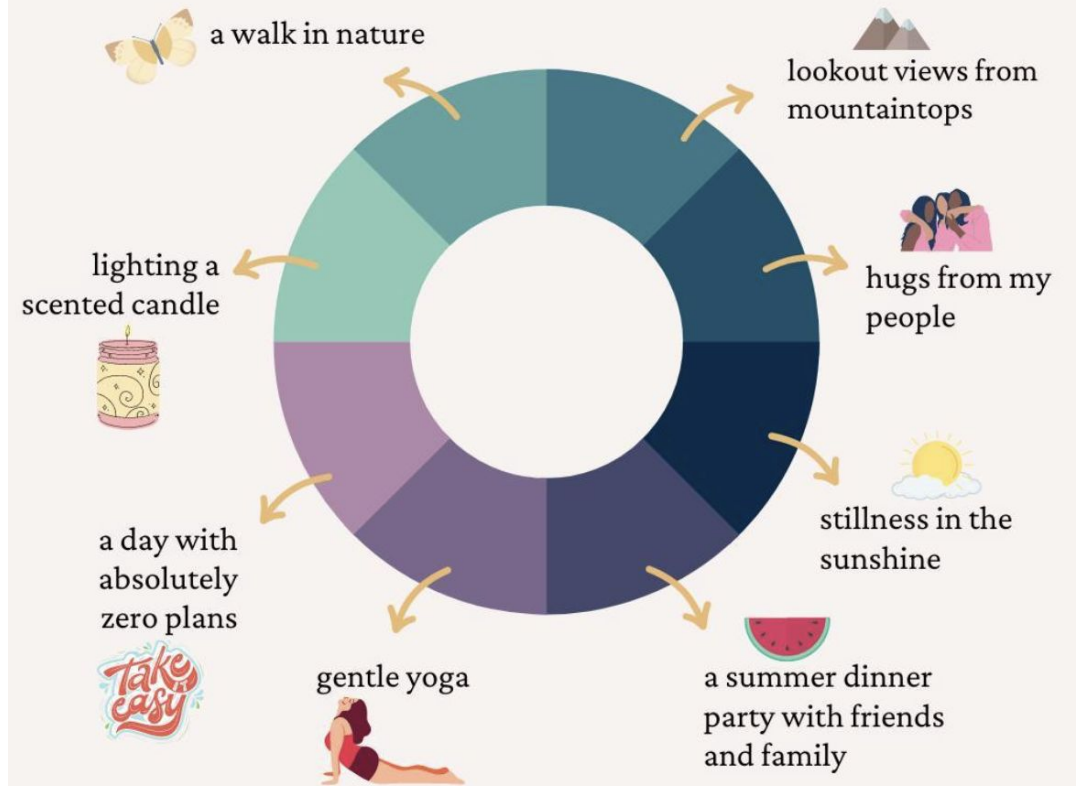 a walk in nature
lookout views from
mountaintops
hugs from my
people
stillness in the
sunshine
a summer dinner
party with friends
and family
gentle yoga
a day with
absolutely
zero plans
Take
it
easy
lighting a
scented candle